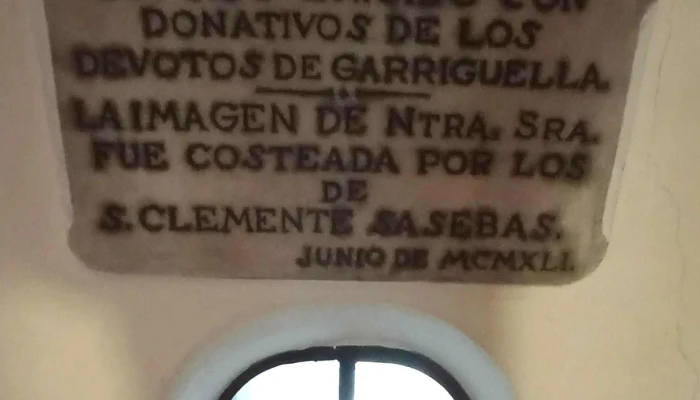 CON
DONATIVOS DE LOS
DEVOTOS DE GARRIGUELLA.
LA IMAGEN DE NTRA. SRA.
FUE COSTEADA POR LOS
DE
S. CLEMENTE SASEBAS.
JUNIO DE MCMXLI.